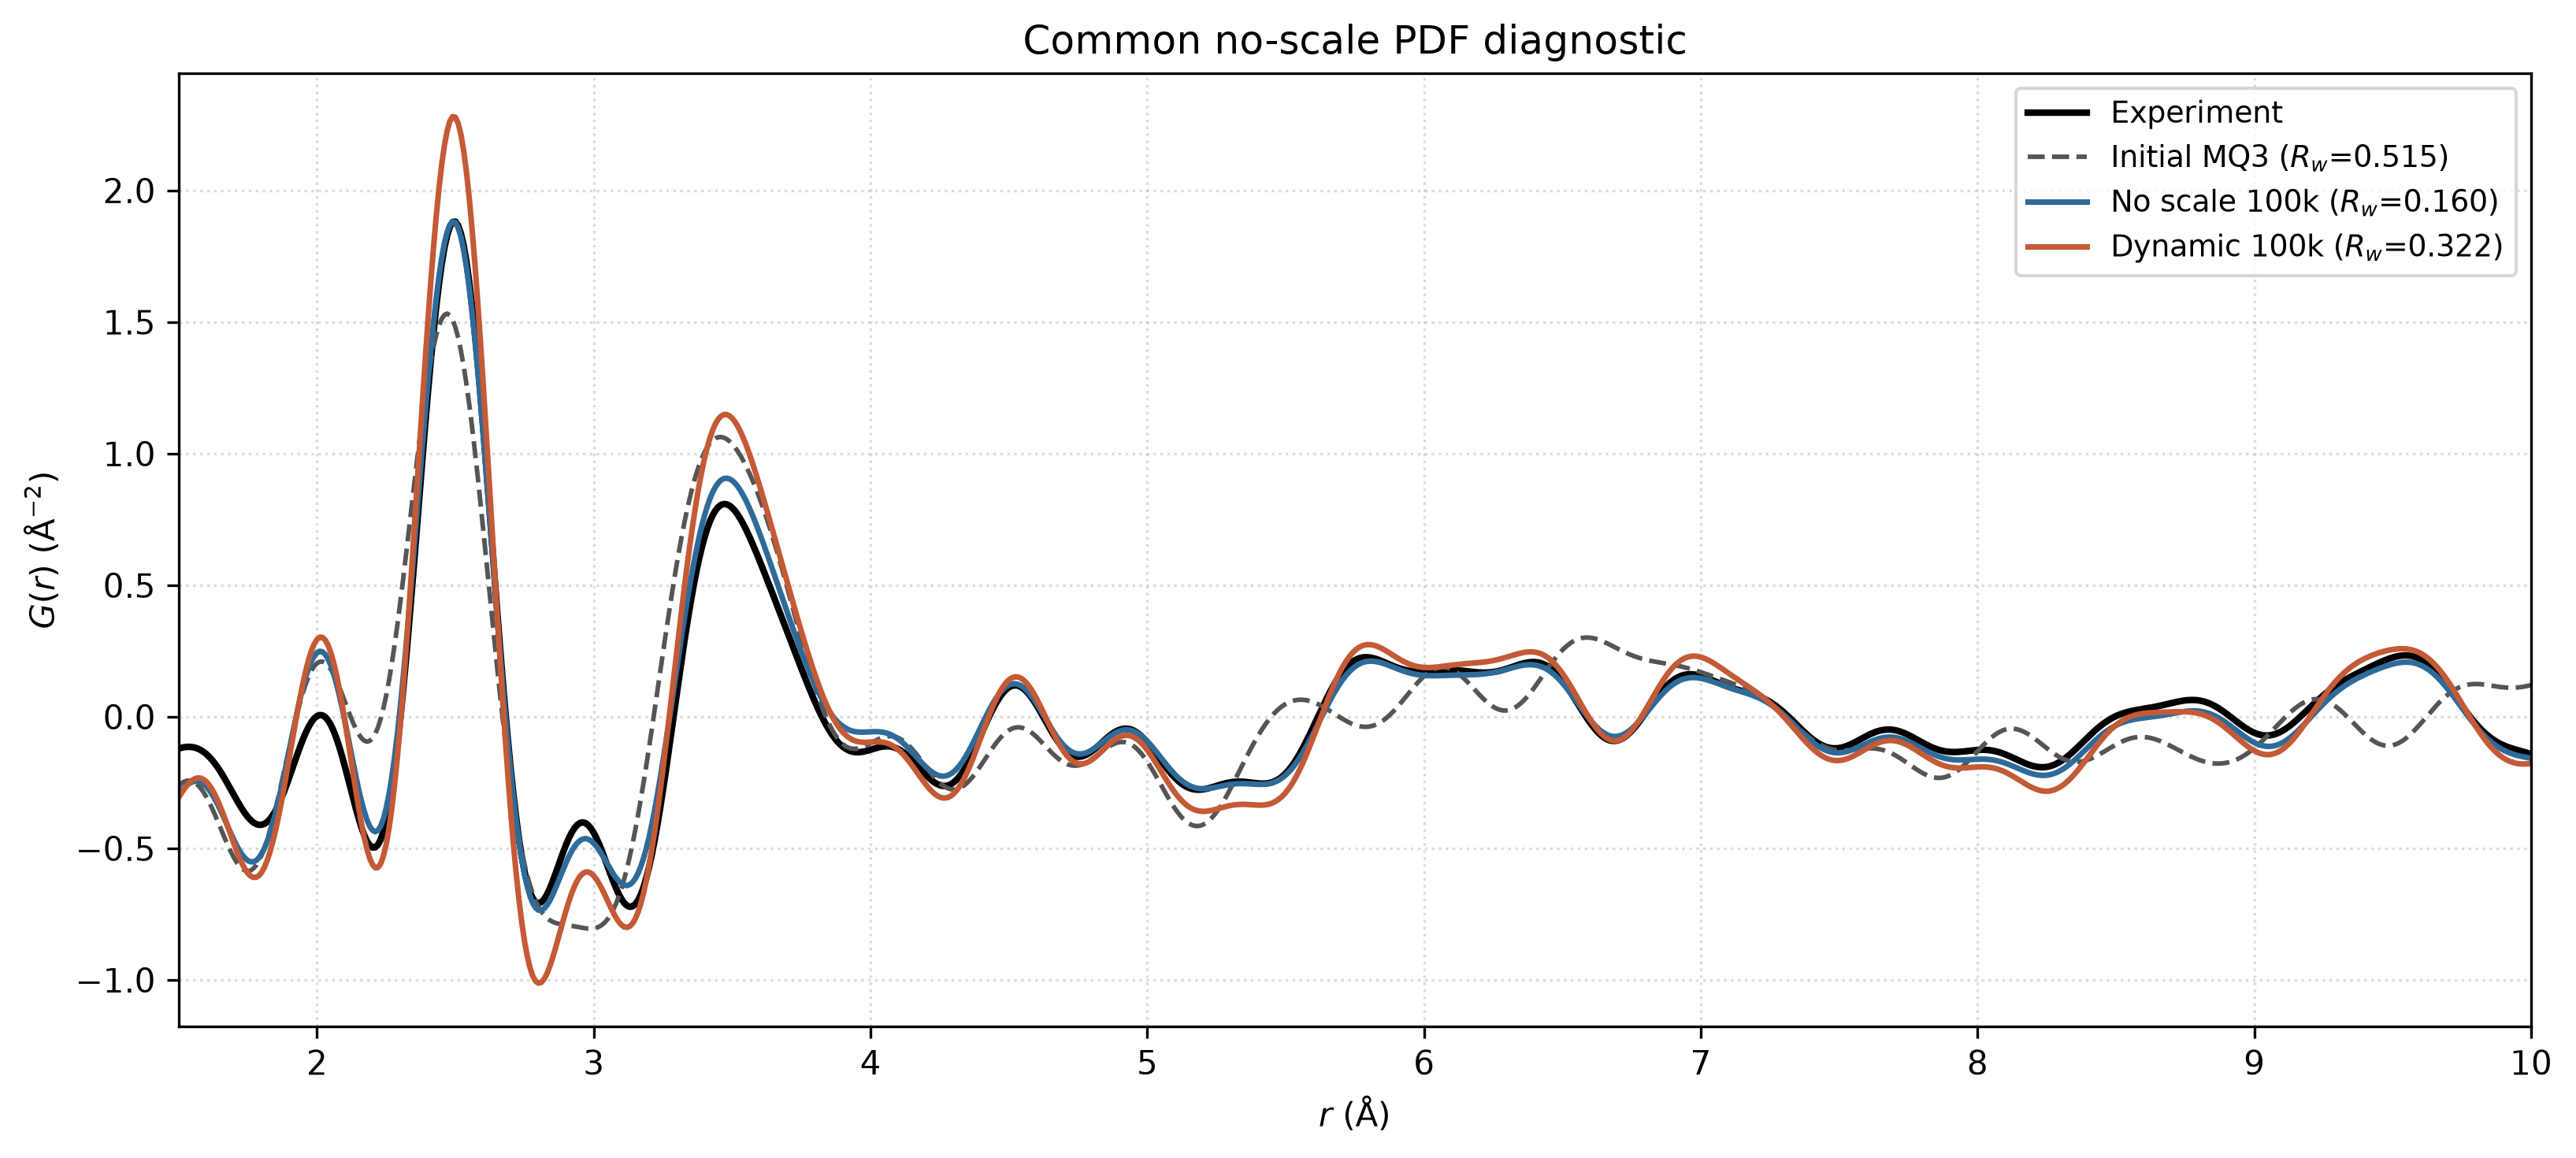 Common no-scale PDF diagnostic
Experiment
Initial MQ3 (R_w=0.515)
No scale 100k (R_w=0.160)
Dynamic 100k (R_w=0.322)
2.0
1.5
1.0
0.5
0.0
−0.5
−1.0
G(r) (Å⁻²)
2 3 4 5 6 7 8 9 10
r (Å)